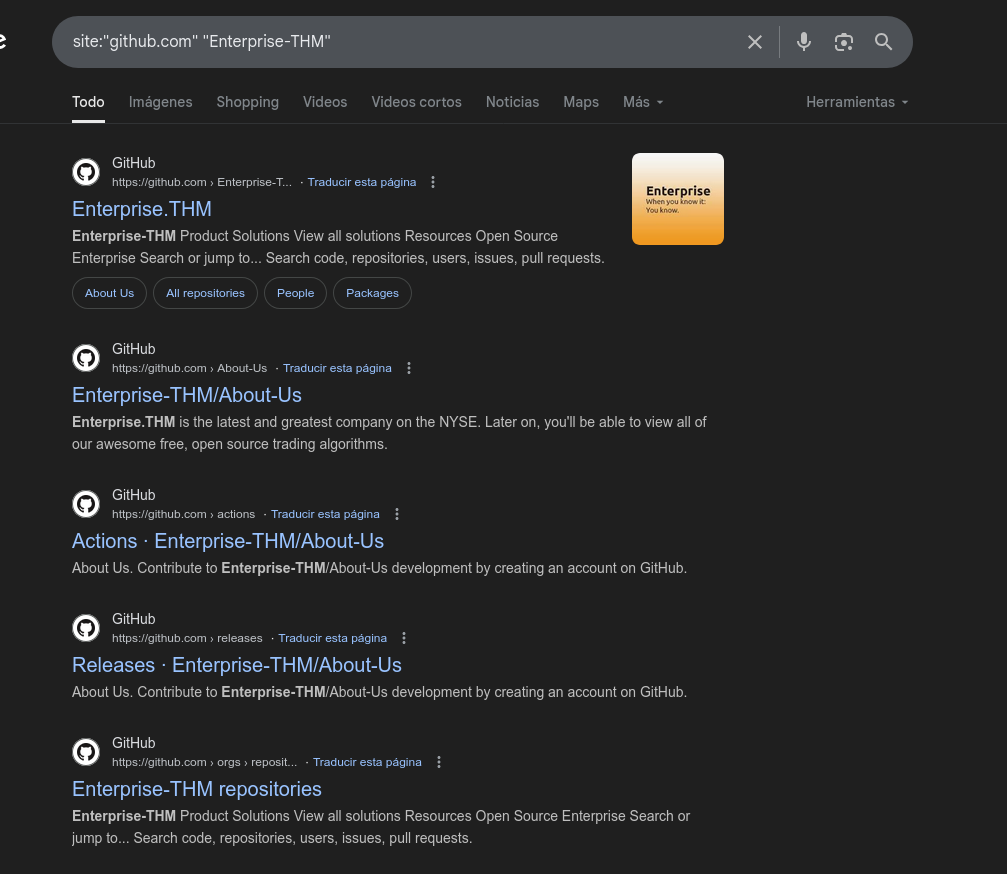 site:"github.com" "Enterprise-THM"
Todo Imágenes Shopping Videos Videos cortos Noticias Maps Más Herramientas
GitHub
https://github.com › Enterprise-T... · Traducir esta página
Enterprise.THM
Enterprise-THM Product Solutions View all solutions Resources Open Source
Enterprise Search or jump to... Search code, repositories, users, issues, pull requests.
Enterprise
When you know it:
You know.
About Us All repositories People Packages
GitHub
https://github.com › About-Us · Traducir esta página
Enterprise-THM/About-Us
Enterprise.THM is the latest and greatest company on the NYSE. Later on, you'll be able to view all of
our awesome free, open source trading algorithms.
GitHub
https://github.com › actions · Traducir esta página
Actions · Enterprise-THM/About-Us
About Us. Contribute to Enterprise-THM/About-Us development by creating an account on GitHub.
GitHub
https://github.com › releases · Traducir esta página
Releases · Enterprise-THM/About-Us
About Us. Contribute to Enterprise-THM/About-Us development by creating an account on GitHub.
GitHub
https://github.com › orgs › reposit... · Traducir esta página
Enterprise-THM repositories
Enterprise-THM Product Solutions View all solutions Resources Open Source Enterprise Search or
jump to... Search code, repositories, users, issues, pull requests.